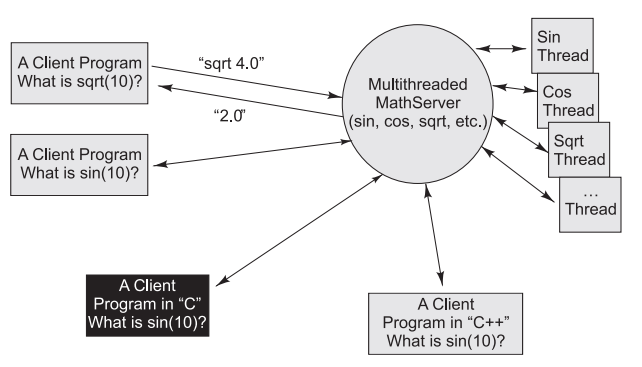 A Client Program
What is sqrt(10)?
“sqrt 4.0”
“2.0”
A Client Program
What is sin(10)?
Multithreaded
MathServer
(sin, cos, sqrt, etc.)
Sin
Thread
Cos
Thread
Sqrt
Thread
...
Thread
A Client
Program in “C”
What is sin(10)?
A Client
Program in “C++”
What is sin(10)?